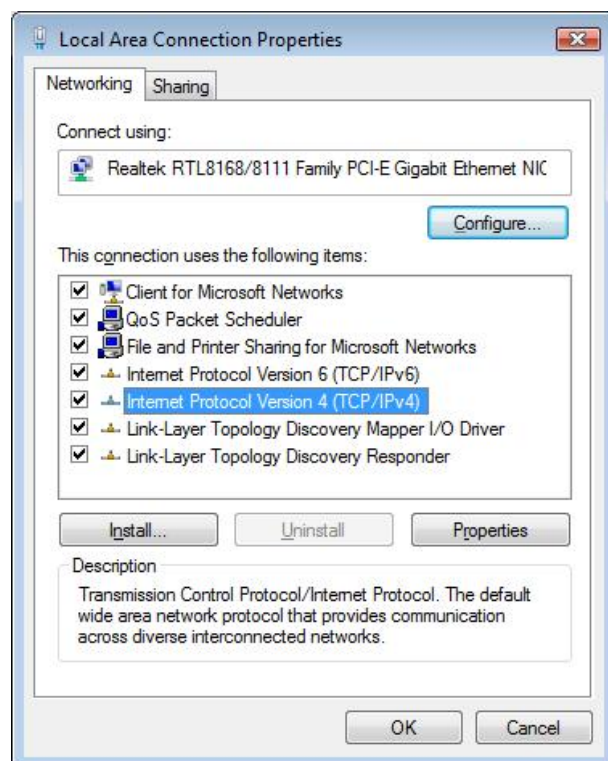 Local Area Connection Properties
Networking
Sharing
Connect using:
Realtek RTL8168/8111 Family PCI-E Gigabit Ethernet NIC
Configure...
This connection uses the following items:
Client for Microsoft Networks
QoS Packet Scheduler
File and Printer Sharing for Microsoft Networks
Internet Protocol Version 6 (TCP/IPv6)
Internet Protocol Version 4 (TCP/IPv4)
Link-Layer Topology Discovery Mapper I/O Driver
Link-Layer Topology Discovery Responder
Install...
Uninstall
Properties
Description
Transmission Control Protocol/Internet Protocol. The default
wide area network protocol that provides communication
across diverse interconnected networks.
OK
Cancel